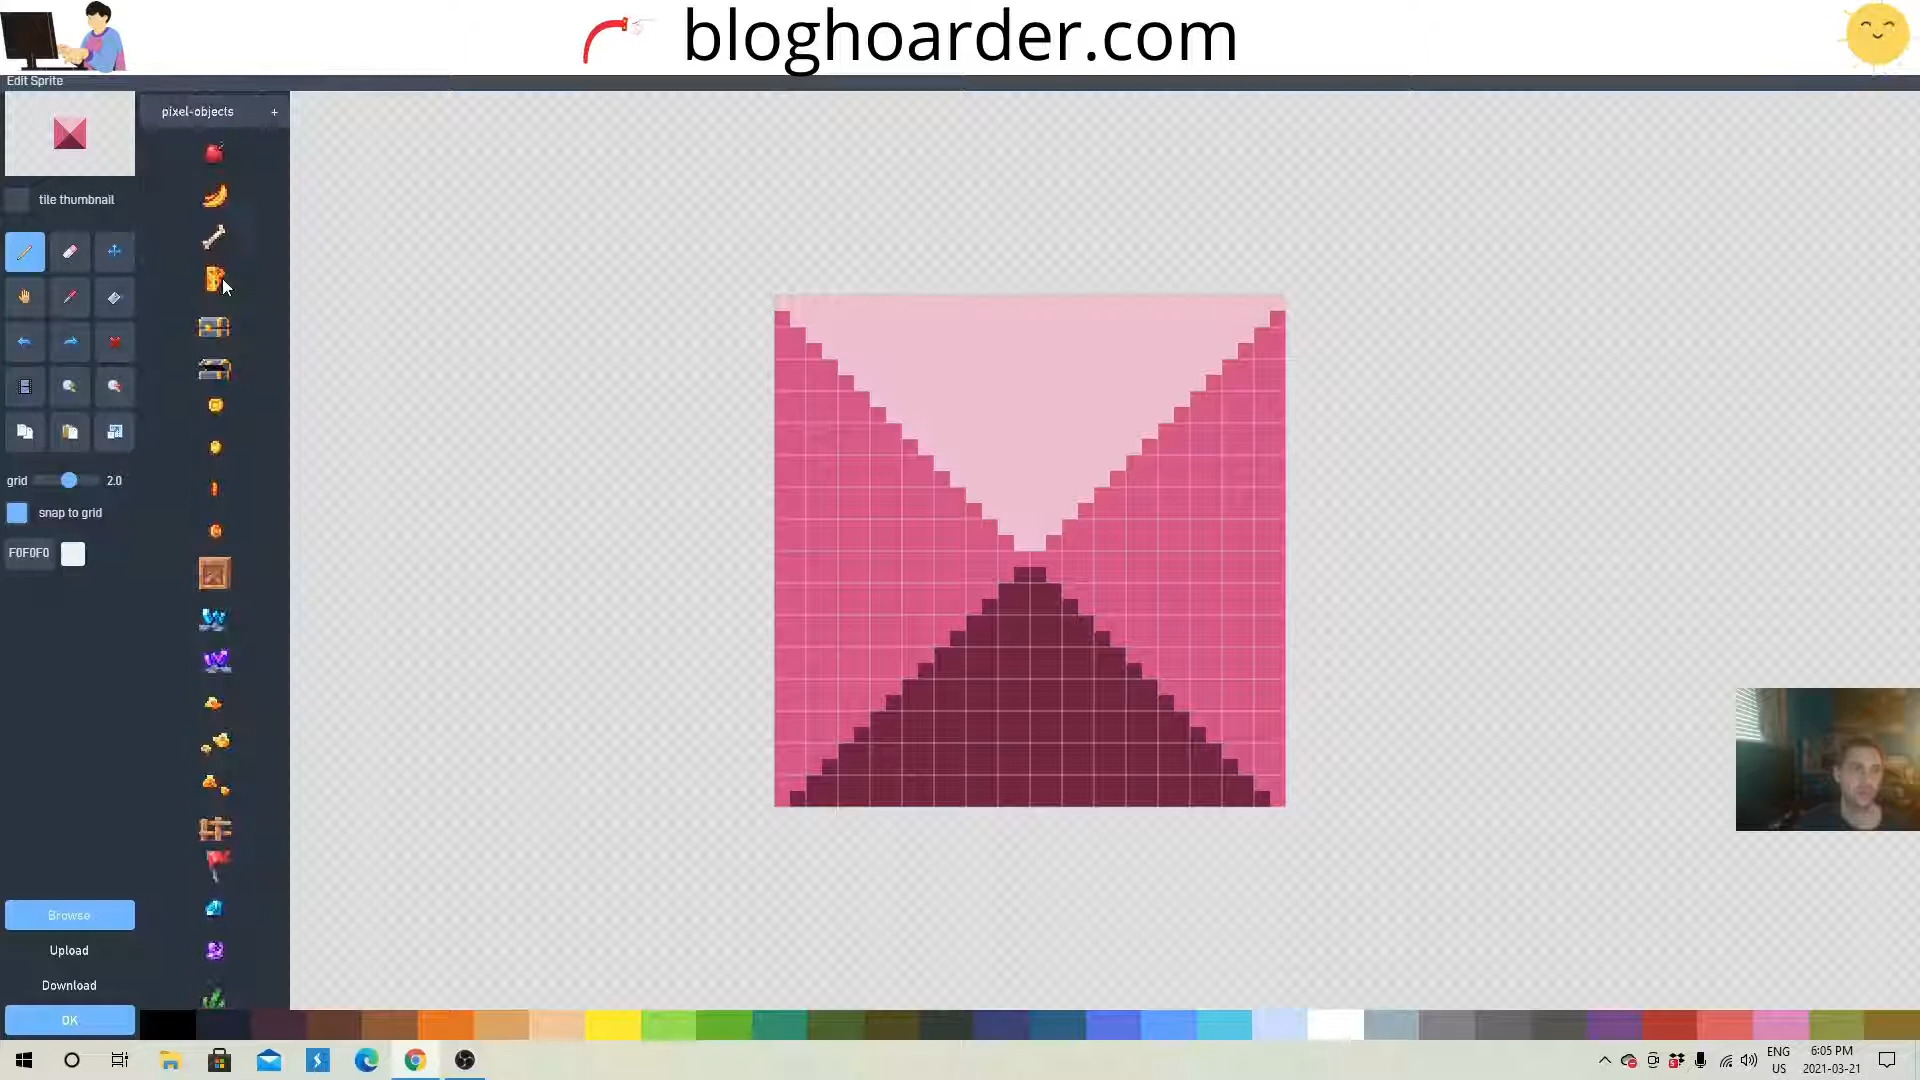 bloghoarder.com
Edit Sprite
pixel-objects +
tile thumbnail
grid 2.0
snap to grid
F0F0F0
Browse
Upload
Download
OK
ENG
US
6:05 PM
2021-03-21